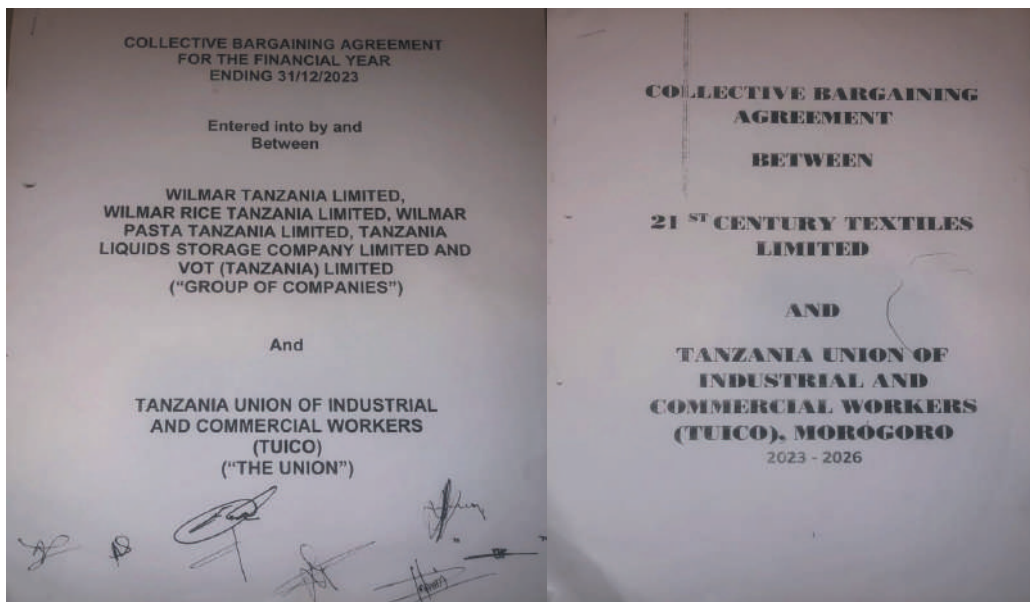 COLLECTIVE BARGAINING AGREEMENT
FOR THE FINANCIAL YEAR
ENDING 31/12/2023
Entered into by and
Between
WILMAR TANZANIA LIMITED,
WILMAR RICE TANZANIA LIMITED, WILMAR
PASTA TANZANIA LIMITED, TANZANIA
LIQUIDS STORAGE COMPANY LIMITED AND
VOT (TANZANIA) LIMITED
("GROUP OF COMPANIES")
And
TANZANIA UNION OF INDUSTRIAL
AND COMMERCIAL WORKERS
(TUICO)
("THE UNION")
COLLECTIVE BARGAINING
AGREEMENT
BETWEEN
21 ST CENTURY TEXTILES
LIMITED
AND
TANZANIA UNION OF
INDUSTRIAL AND
COMMERCIAL WORKERS
(TUICO), MOROGORO
2023 - 2026